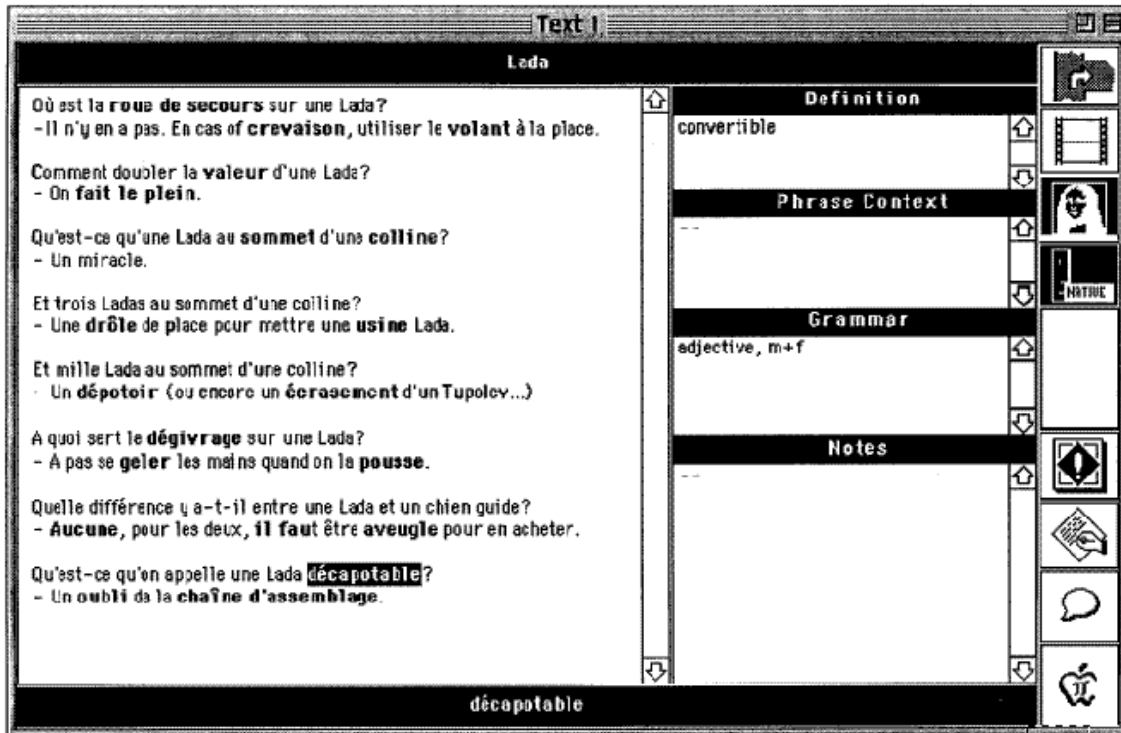 Text 1
Lada
Où est la roue de secours sur une Lada?
-Il n'y en a pas. En cas of crevaison, utiliser le volant à la place.
Comment doubler la valeur d'une Lada?
- On fait le plein.
Qu'est-ce qu'une Lada au sommet d'une colline?
- Un miracle.
Et trois Ladas au sommet d'une colline?
- Une drôle de place pour mettre une usine Lada.
Et mille Lada au sommet d'une colline?
- Un dépotoir (ou encore un écrasement d'un Tupolev...)
A quoi sert le dégivrage sur une Lada?
- A pas se geler les mains quand on la pousse.
Quelle différence y a-t-il entre une Lada et un chien guide?
- Aucune, pour les deux, il faut être aveugle pour en acheter.
Qu'est-ce qu'on appelle une Lada décapotable?
- Un oubli de la chaîne d'assemblage.
Definition
convertible
Phrase Context
--
Grammar
adjective, m+f
Notes
--
NATIVE
décapotable